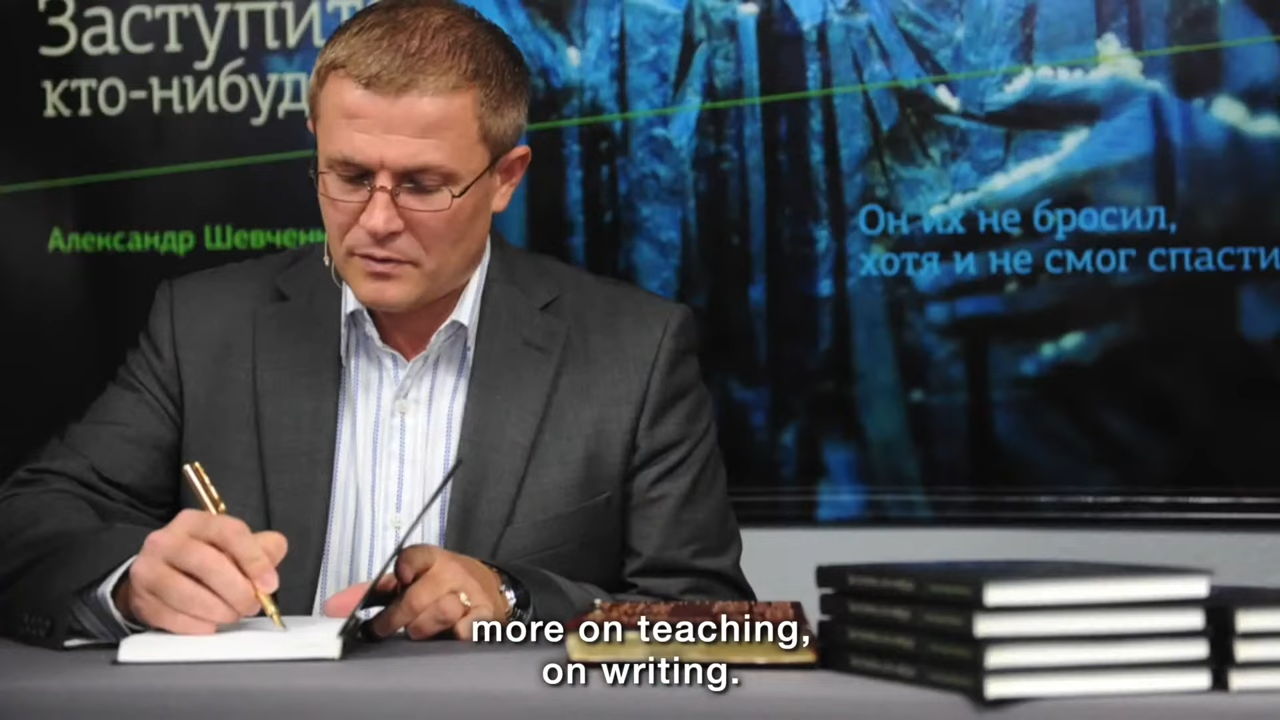 Заступит
кто-нибуд
Александр Шевчен
Он их не бросил,
хотя и не смог спасти
more on teaching,
on writing.